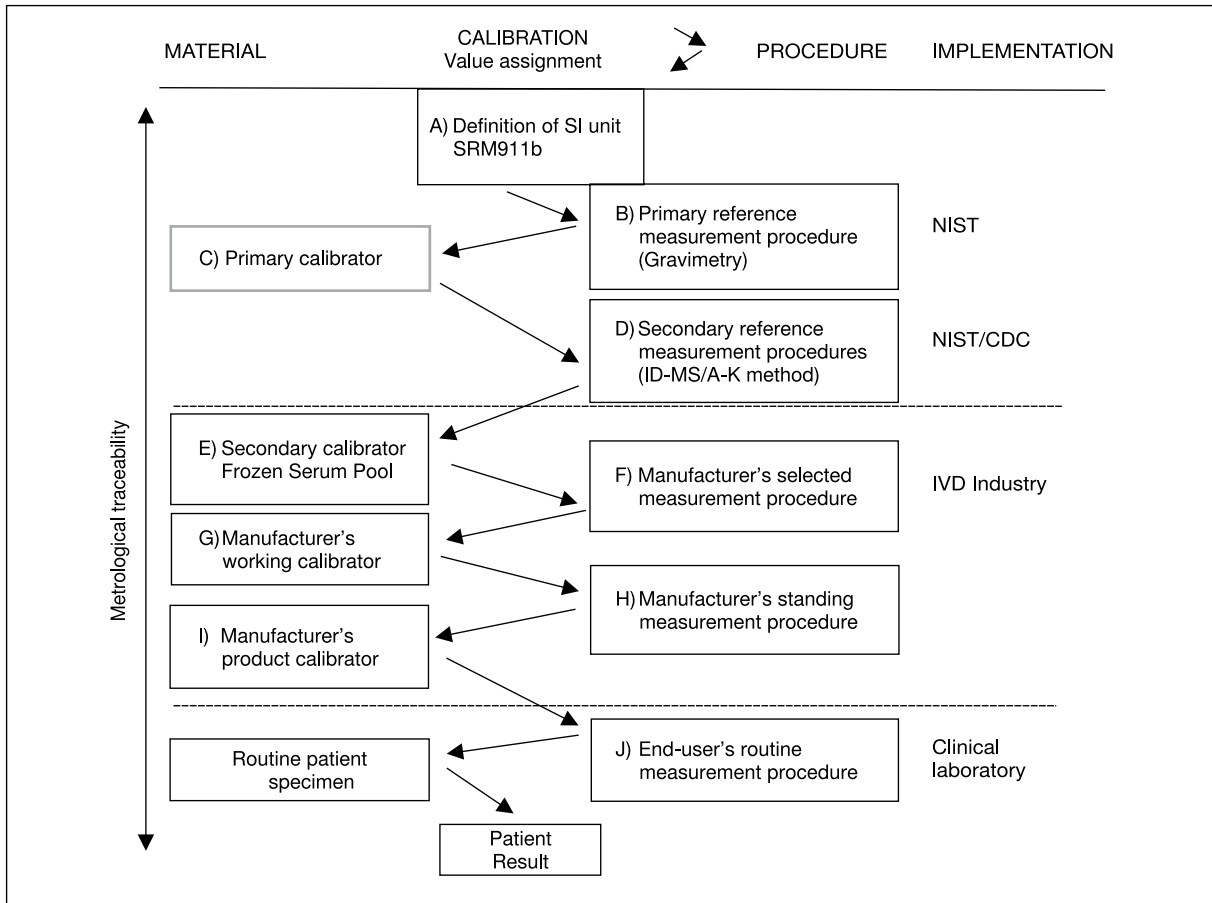 MATERIAL
CALIBRATION
Value assignment
PROCEDURE
IMPLEMENTATION
A) Definition of SI unit
SRM911b
B) Primary reference
measurement procedure
(Gravimetry)
NIST
C) Primary calibrator
D) Secondary reference
measurement procedures
(ID-MS/A-K method)
NIST/CDC
Metrological traceability
E) Secondary calibrator
Frozen Serum Pool
F) Manufacturer's selected
measurement procedure
IVD Industry
G) Manufacturer's
working calibrator
H) Manufacturer's standing
measurement procedure
I) Manufacturer's
product calibrator
J) End-user's routine
measurement procedure
Clinical
laboratory
Routine patient
specimen
Patient
Result